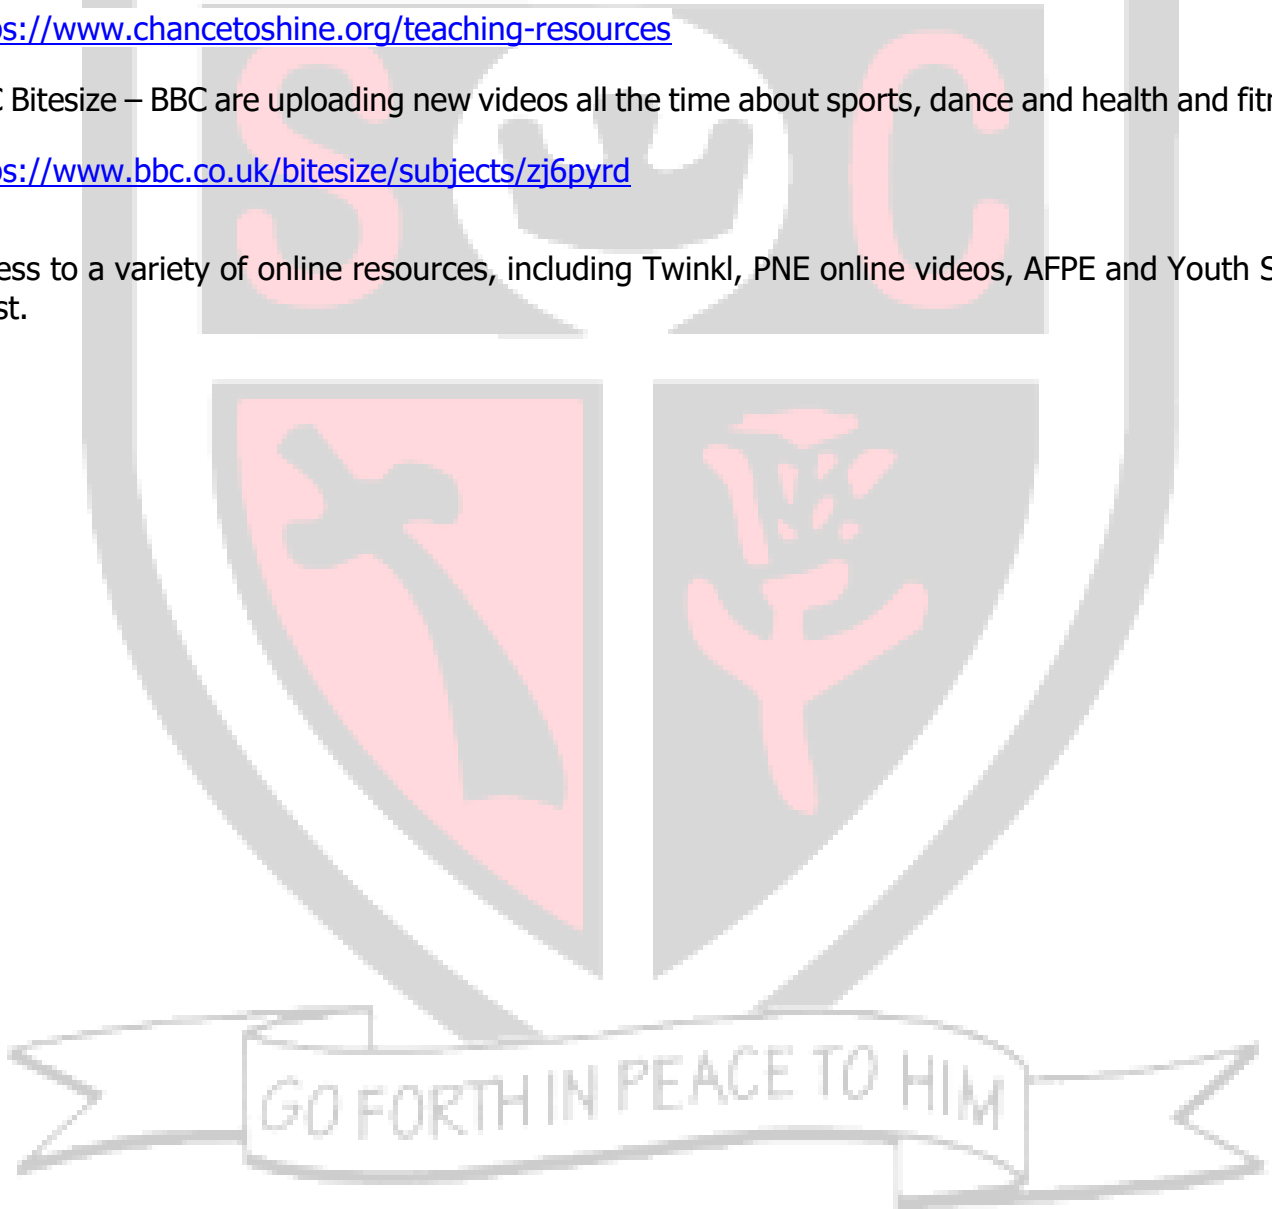 ps://www.chancetoshine.org/teaching-resources
C Bitesize – BBC are uploading new videos all the time about sports, dance and health and fitn
ps://www.bbc.co.uk/bitesize/subjects/zj6pyrd
ess to a variety of online resources, including Twinkl, PNE online videos, AFPE and Youth S
st.
S C
GO FORTH IN PEACE TO HIM